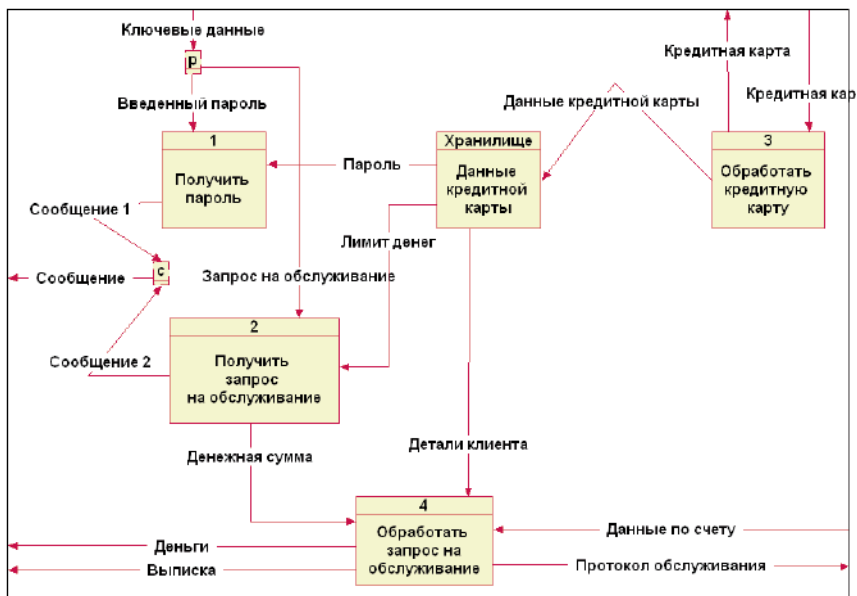 Ключевые данные
p
Введенный пароль
Кредитная карта
Данные кредитной карты
Кредитная кар
1
Получить
пароль
Пароль
Хранилище
Данные
кредитной
карты
3
Обработать
кредитную
карту
Сообщение 1
Лимит денег
c
Сообщение
Запрос на обслуживание
2
Получить
запрос
на обслуживание
Сообщение 2
Денежная сумма
Детали клиента
4
Обработать
запрос на
обслуживание
Данные по счету
Деньги
Выписка
Протокол обслуживания